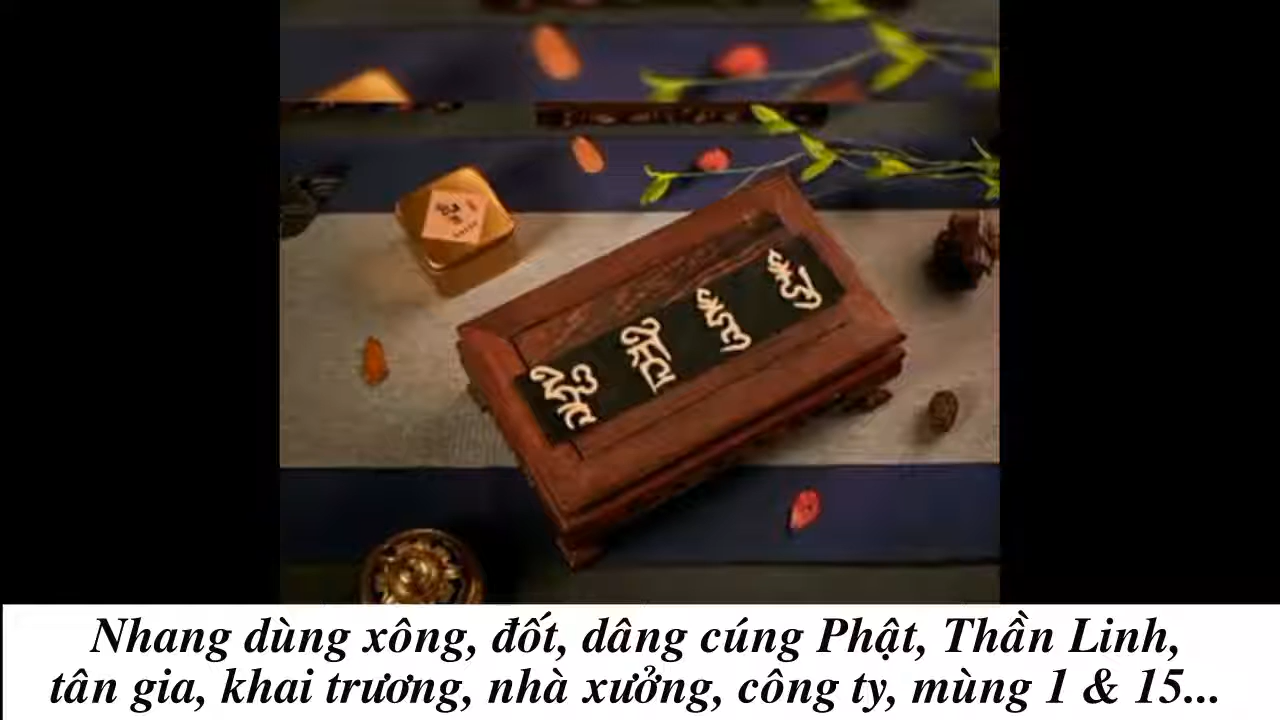 Nhang dùng xông, đốt, dâng cúng Phật, Thần Linh,
tân gia, khai trương, nhà xưởng, công ty, mùng 1 & 15...